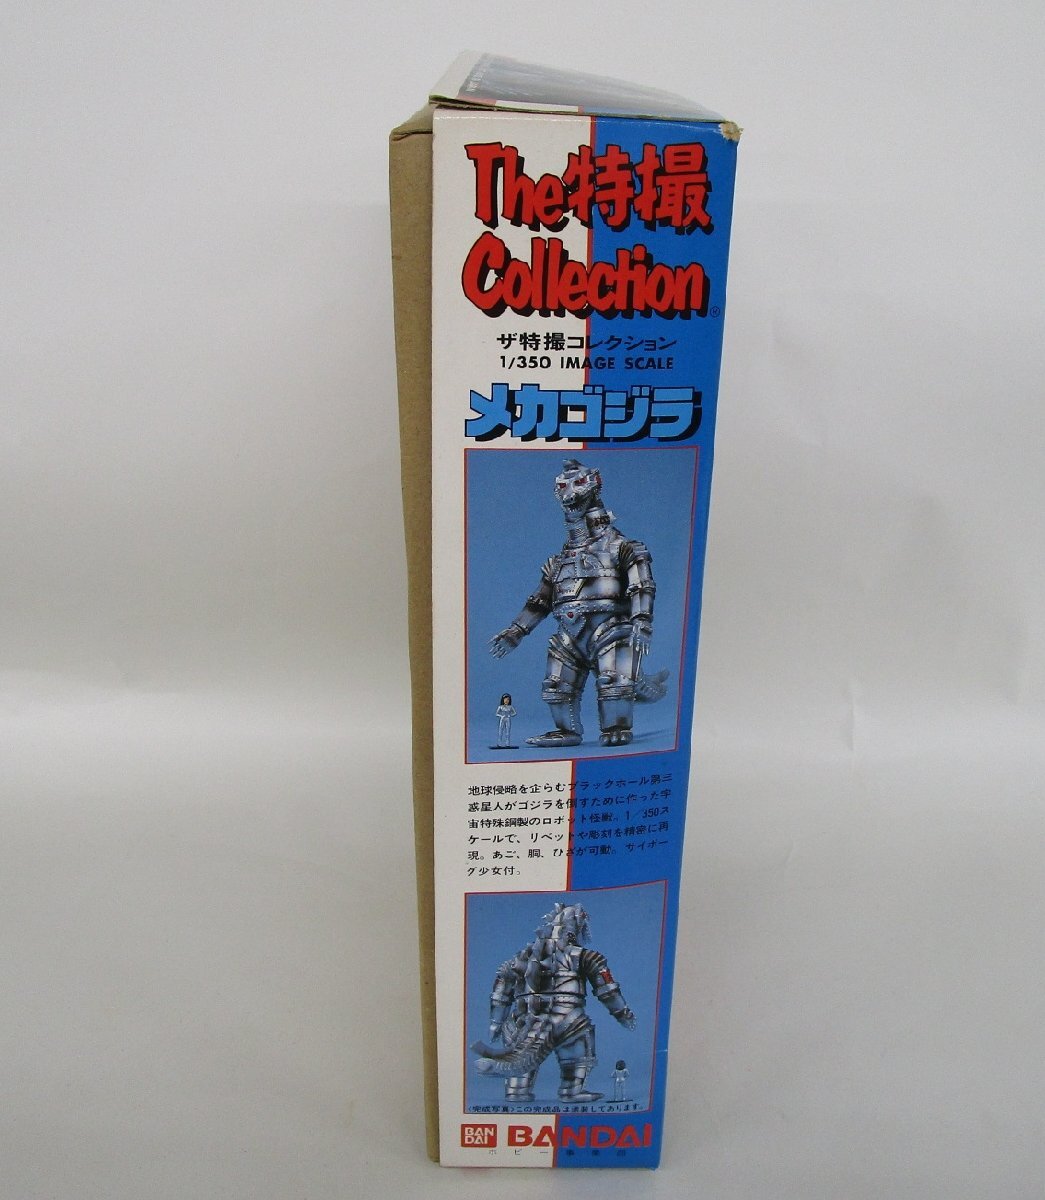 The特撮
Collection®
ザ特撮コレクション
1/350 IMAGE SCALE
メカゴジラ
地球侵略を企らむブラックホール第三
惑星人がゴジラを倒すために作った宇
宙特殊鋼製のロボット怪獣。1/350ス
ケールで、リベットや彫刻を精密に再
現。あご、胴、ひざが可動。サイボー
グ少女付。
〈完成写真〉この完成品は塗装してあります。
BAN
DAI
BANDAI
ホビー事業部